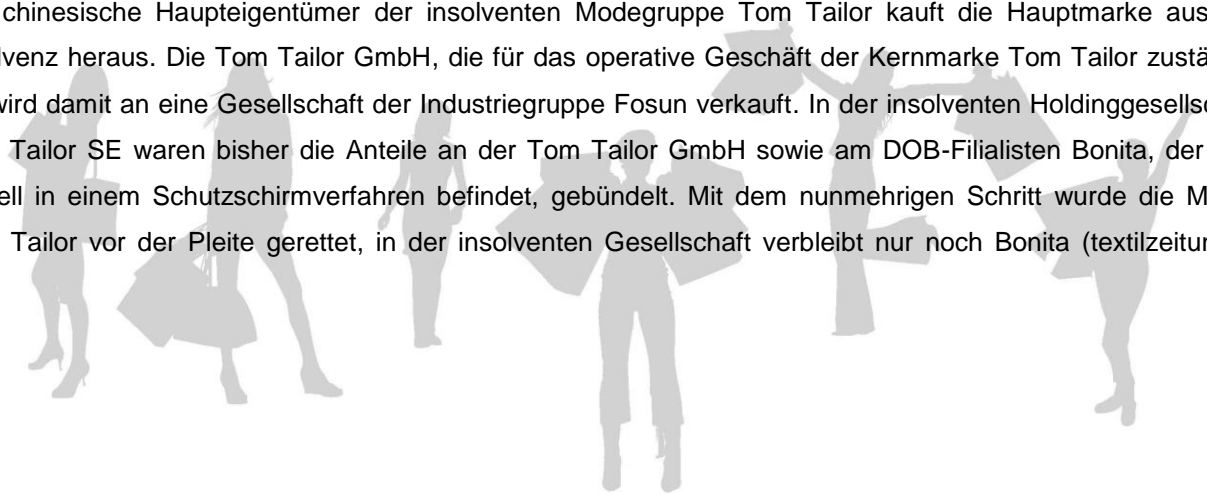 chinesische Haupteigentümer der insolventen Modegruppe Tom Tailor kauft die Hauptmarke aus
lvenz heraus. Die Tom Tailor GmbH, die für das operative Geschäft der Kernmarke Tom Tailor zustä
wird damit an eine Gesellschaft der Industriegruppe Fosun verkauft. In der insolventen Holdinggesellsc
Tailor SE waren bisher die Anteile an der Tom Tailor GmbH sowie am DOB-Filialisten Bonita, der
ell in einem Schutzschirmverfahren befindet, gebündelt. Mit dem nunmehrigen Schritt wurde die M
Tailor vor der Pleite gerettet, in der insolventen Gesellschaft verbleibt nur noch Bonita (textilzeitun